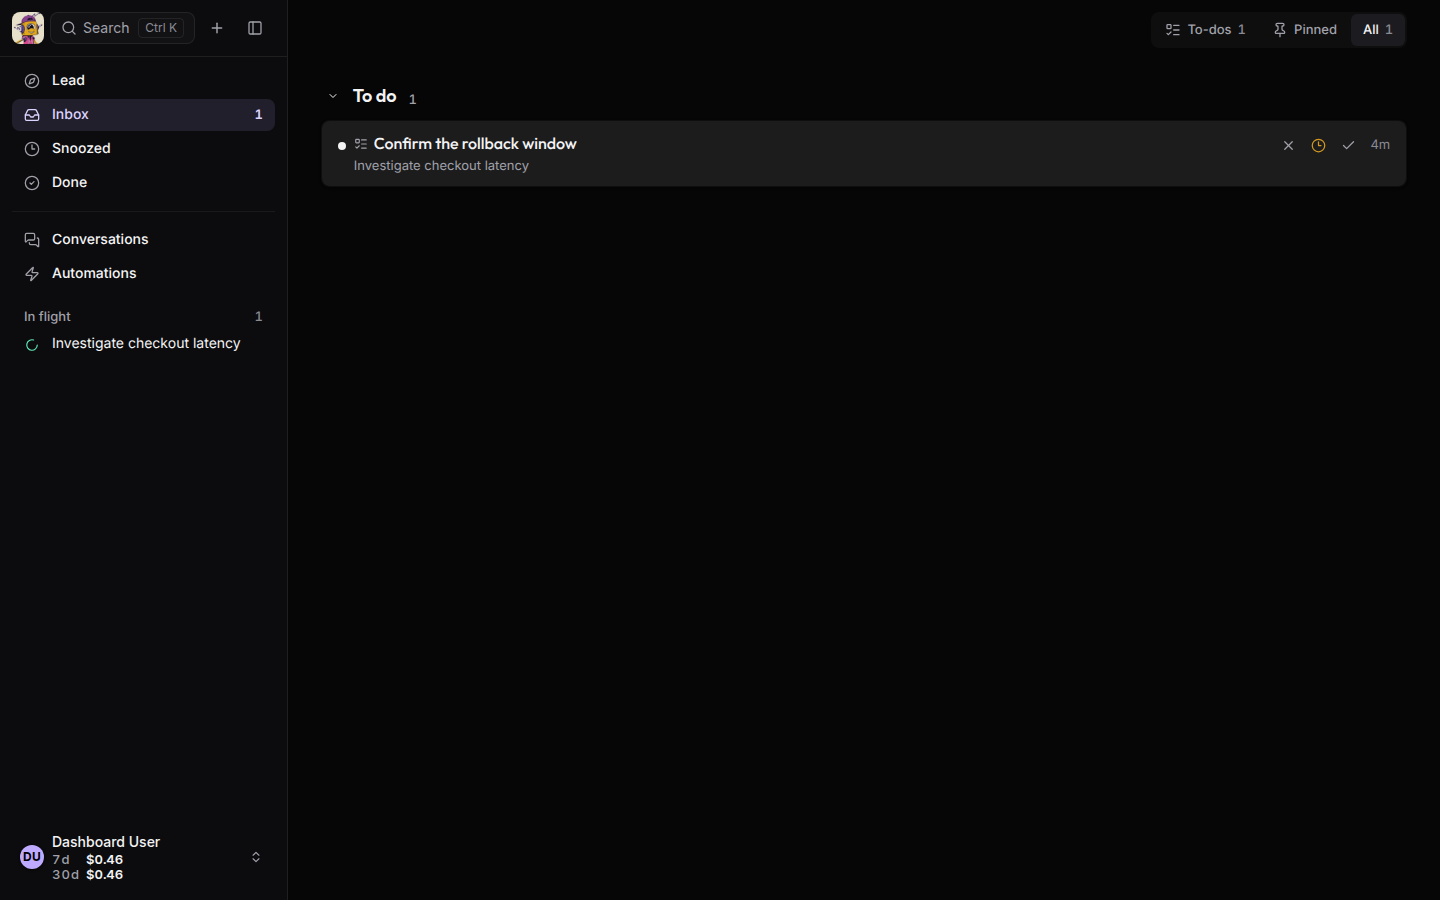 Search Ctrl K
Lead
Inbox 1
Snoozed
Done
Conversations
Automations
In flight 1
Investigate checkout latency
DU
Dashboard User
7d $0.46
30d $0.46
To-dos 1
Pinned
All 1
To do 1
Confirm the rollback window
4m
Investigate checkout latency